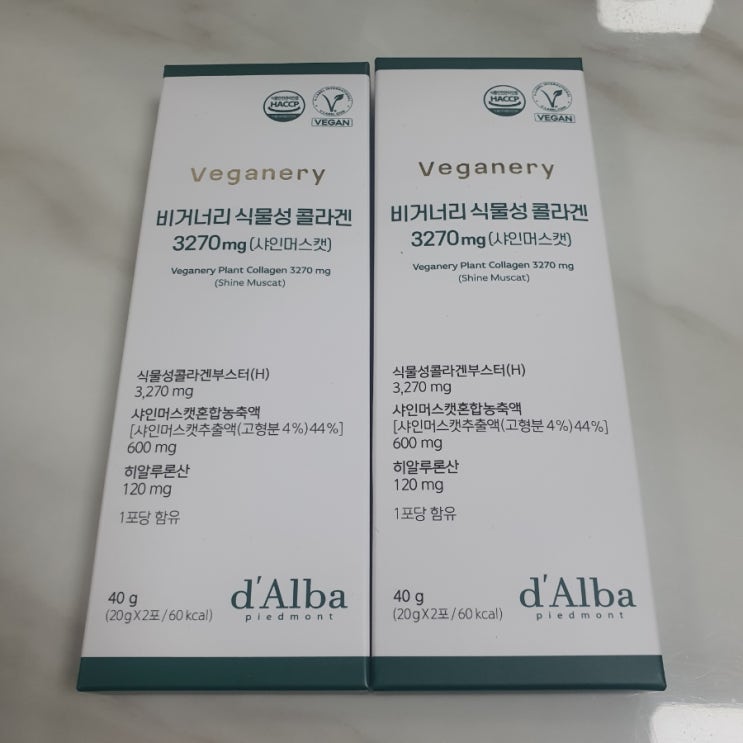 HACCP
VEGAN
Veganery
비거너리 식물성 콜라겐
3270mg (샤인머스캣)
Veganery Plant Collagen 3270 mg
(Shine Muscat)
식물성콜라겐부스터(H)
3,270 mg
샤인머스캣혼합농축액
[샤인머스캣추출액(고형분 4%) 44%]
600 mg
히알루론산
120 mg
1포당 함유
40 g
(20gX2포 / 60 kcal)
d'Alba
piedmont
HACCP
VEGAN
Veganery
비거너리 식물성 콜라겐
3270mg (샤인머스캣)
Veganery Plant Collagen 3270 mg
(Shine Muscat)
식물성콜라겐부스터(H)
3,270 mg
샤인머스캣혼합농축액
[샤인머스캣추출액(고형분 4%) 44%]
600 mg
히알루론산
120 mg
1포당 함유
40 g
(20gX2포 / 60 kcal)
d'Alba
piedmont